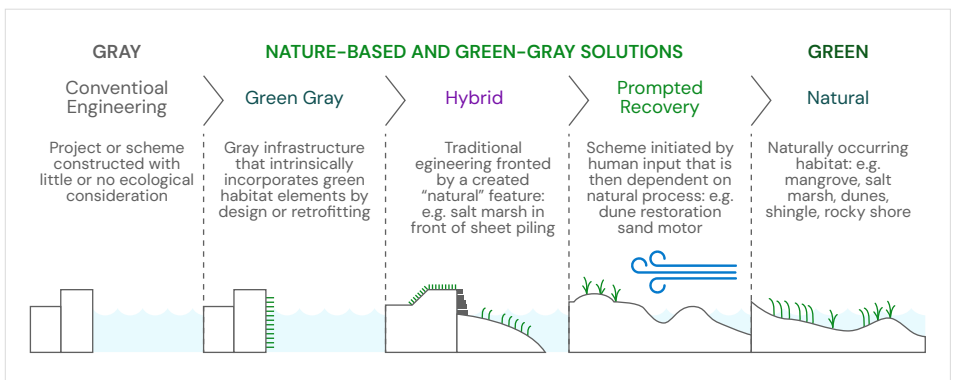 GRAY
NATURE-BASED AND GREEN-GRAY SOLUTIONS
GREEN
Conventioal
Engineering
Green Gray
Hybrid
Prompted
Recovery
Natural
Project or scheme
constructed with
little or no ecological
consideration
Gray infrastructure
that intrinsically
incorporates green
habitat elements by
design or retrofitting
Traditional
egineering fronted
by a created
“natural” feature:
e.g. salt marsh in
front of sheet piling
Scheme initiated by
human input that is
then dependent on
natural process: e.g.
dune restoration
sand motor
Naturally occurring
habitat: e.g.
mangrove, salt
marsh, dunes,
shingle, rocky shore